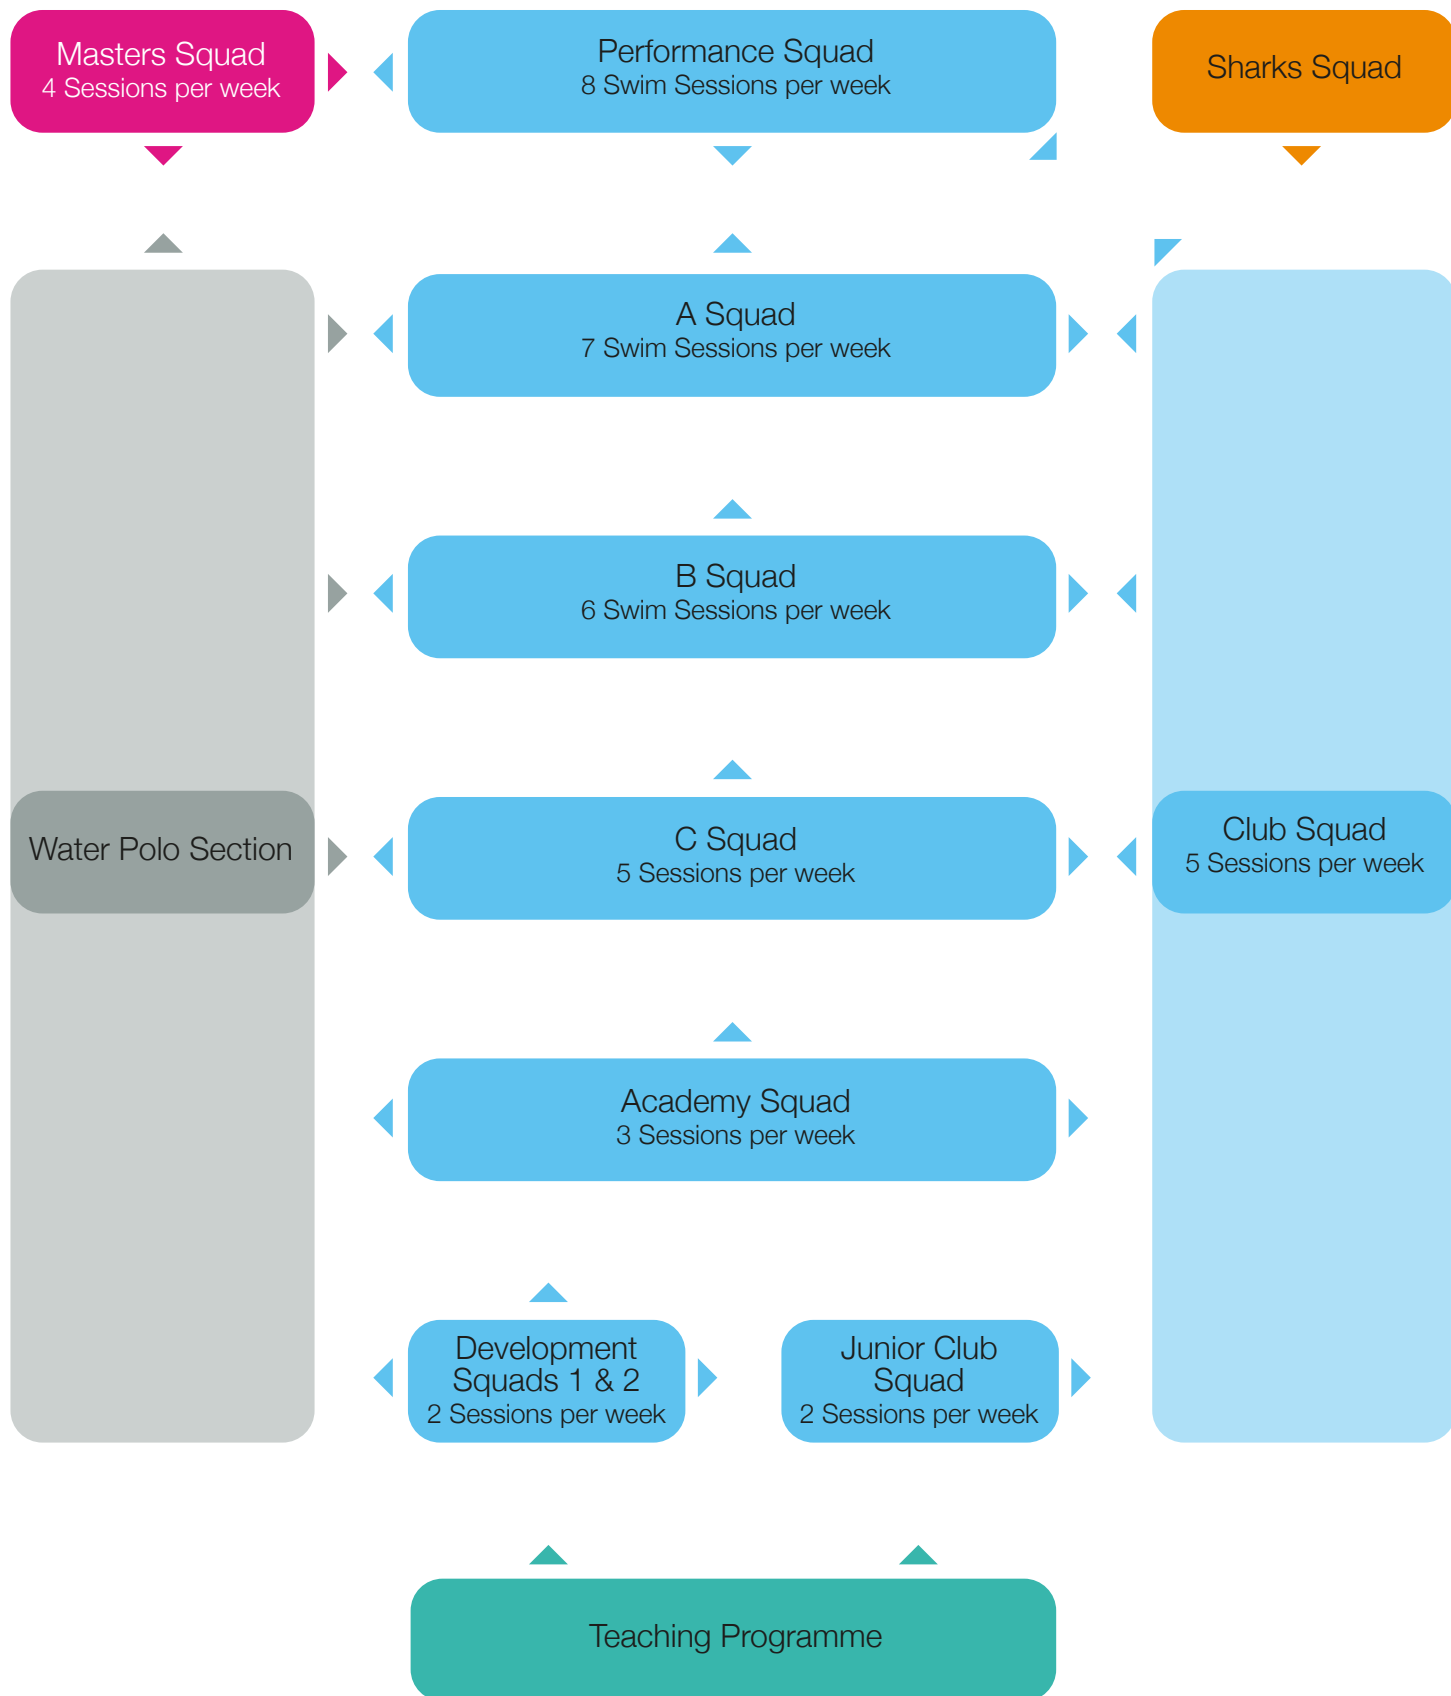 Masters Squad
4 Sessions per week
Performance Squad
8 Swim Sessions per week
Sharks Squad
A Squad
7 Swim Sessions per week
B Squad
6 Swim Sessions per week
Water Polo Section
C Squad
5 Sessions per week
Club Squad
5 Sessions per week
Academy Squad
3 Sessions per week
Development
Squads 1 & 2
2 Sessions per week
Junior Club
Squad
2 Sessions per week
Teaching Programme